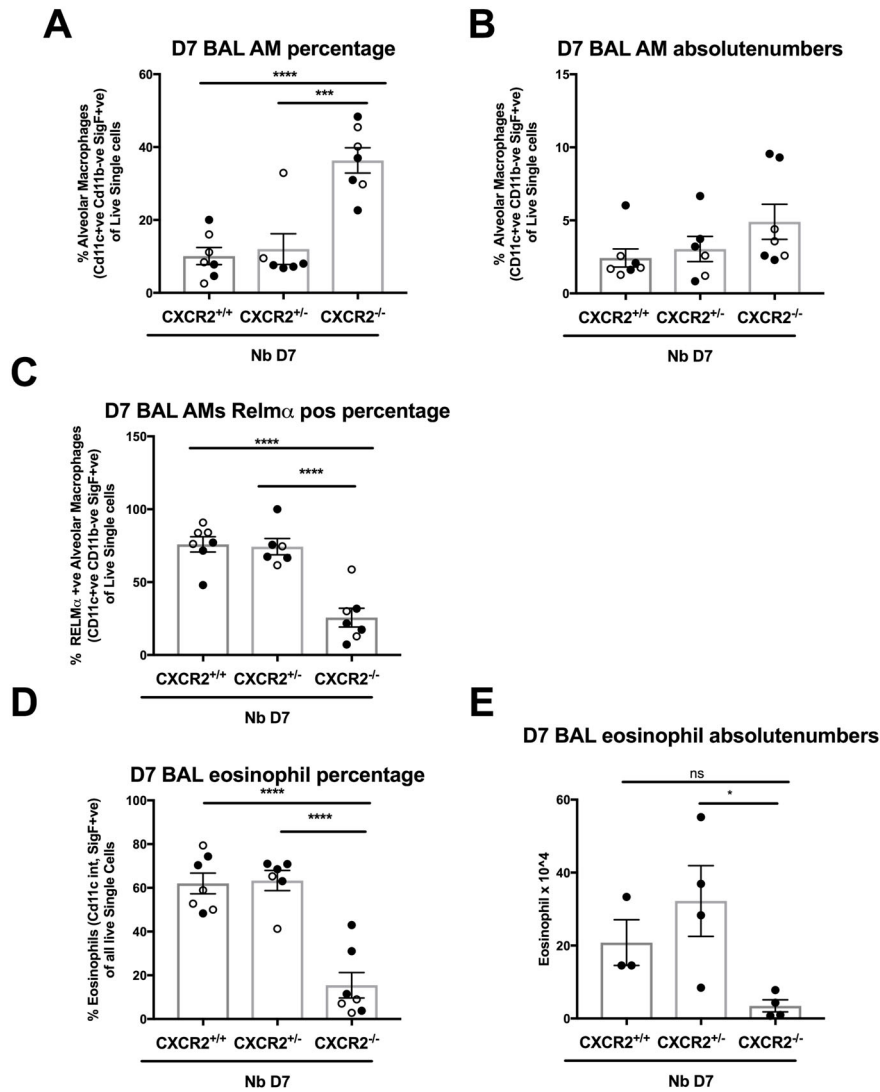 A
D7 BAL AM percentage
% Alveolar Macrophages
(Cd11c+ve Cd11b-ve SigF+ve)
of Live Single cells
60
40
20
0
****
***
CXCR2+/+ CXCR2+/- CXCR2-/-
Nb D7
B
D7 BAL AM absolutenumbers
% Alveolar Macrophages
(CD11c+ve CD11b-ve SigF+ve)
of Live Single cells
15
10
5
0
CXCR2+/+ CXCR2+/- CXCR2-/-
Nb D7
C
D7 BAL AMs Relmα pos percentage
% RELMα +ve Alveolar Macrophages
(CD11c+ve CD11b-ve SigF+ve)
of Live Single cells
150
100
50
0
****
****
CXCR2+/+ CXCR2+/- CXCR2-/-
Nb D7
D
D7 BAL eosinophil percentage
% Eosinophils (Cd11c int, SigF+ve)
of all live Single Cells
100
80
60
40
20
0
****
****
CXCR2+/+ CXCR2+/- CXCR2-/-
Nb D7
E
D7 BAL eosinophil absolutenumbers
Eosinophil x 10^4
60
40
20
0
ns
*
CXCR2+/+ CXCR2+/- CXCR2-/-
Nb D7